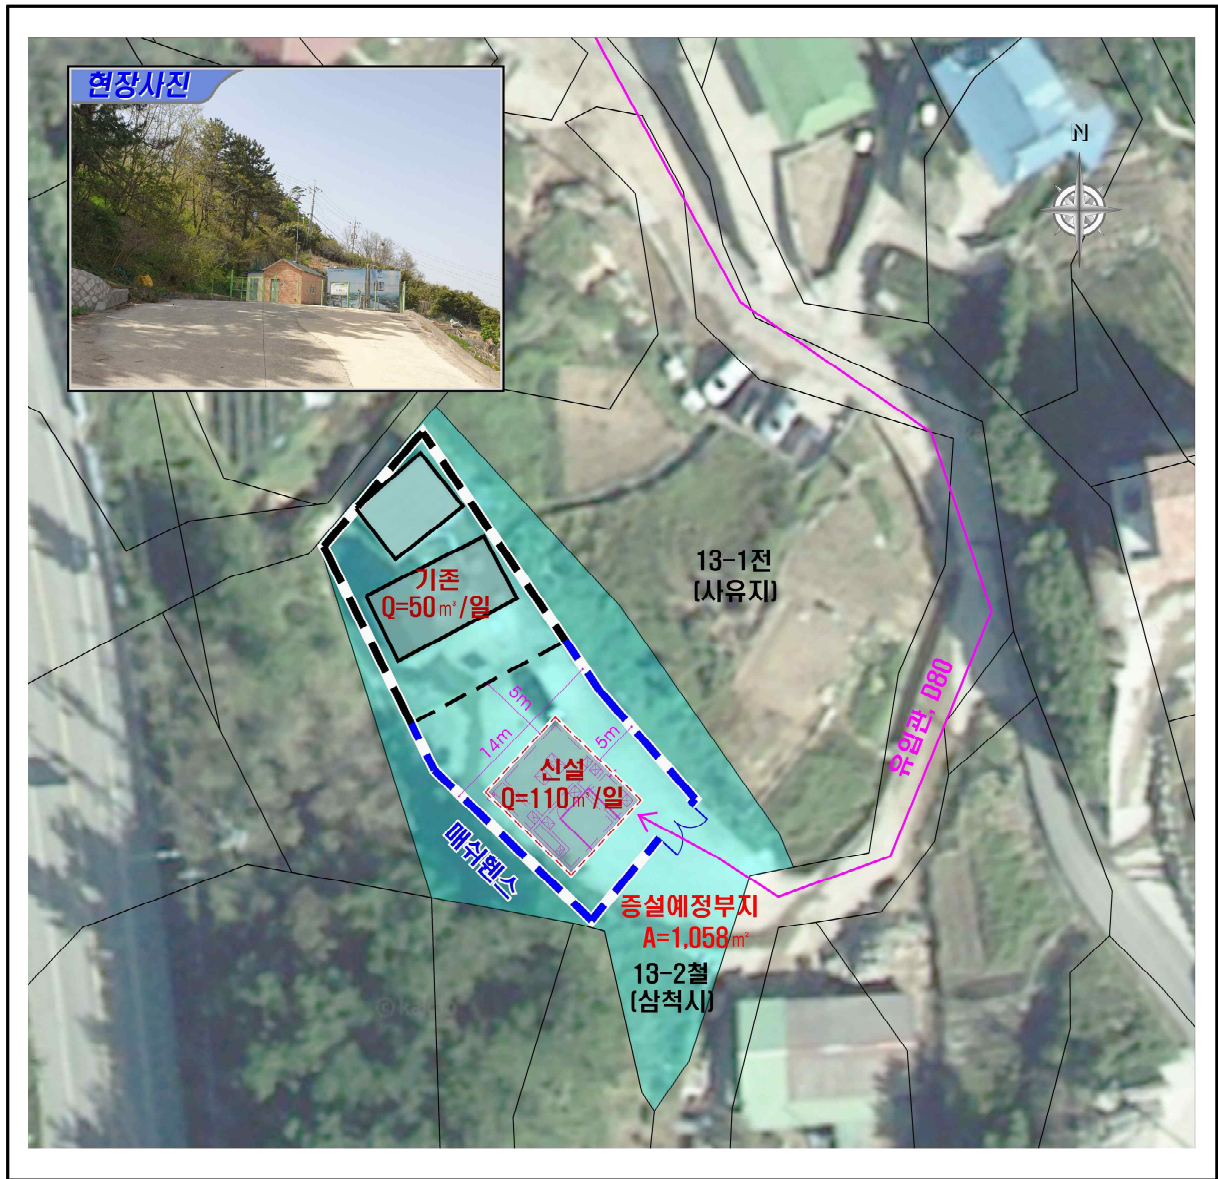 현장사진
N
13-1전
(사유지)
기존
Q=50㎥/일
5m
14m
5m
신설
Q=110㎥/일
유입관, D80
매쉬휀스
증설예정부지
A=1,058㎡
13-2철
(삼척시)